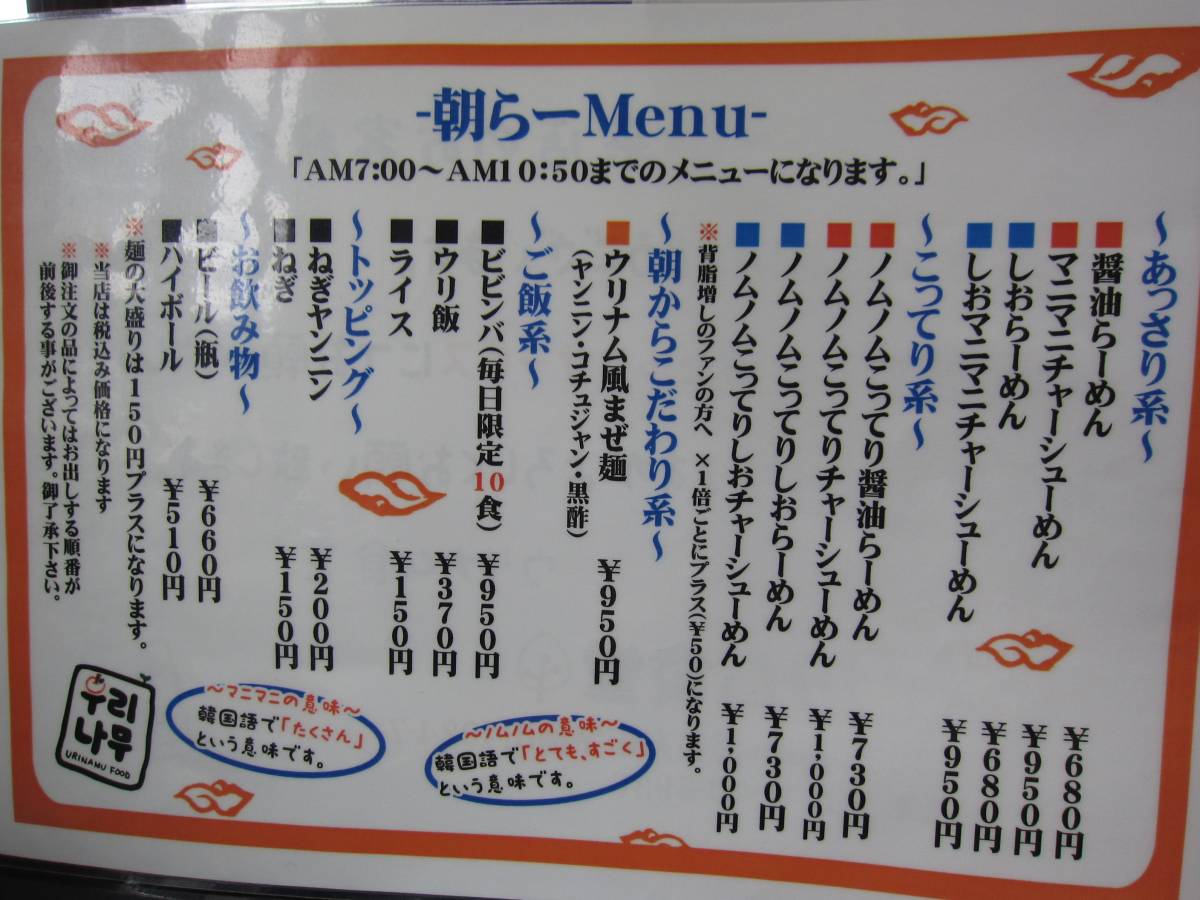 -朝らーMenu-
「AM7:00～AM10:50までのメニューになります。」
～あっさり系～
■醤油らーめん ￥680円
■マニマニチャーシューめん ￥950円
■しおらーめん ￥680円
■しおマニマニチャーシューめん ￥950円
～こってり系～
■ノムノムこってり醤油らーめん ￥730円
■ノムノムこってりチャーシューめん ￥1,000円
■ノムノムこってりしおらーめん ￥730円
■ノムノムこってりしおチャーシューめん ￥1,000円
※背脂増しのファンの方へ ×1倍ごとにプラス(￥50)になります。
～朝からこだわり系～
■ウリナム風まぜ麺 ￥950円
(ヤンニン・コチュジャン・黒酢)
～ご飯系～
■ビビンバ(毎日限定10食) ￥950円
■ウリ飯 ￥370円
■ライス ￥150円
～トッピング～
■ねぎヤンニン ￥200円
■ねぎ ￥150円
～お飲み物～
■ビール(瓶) ￥660円
■ハイボール ￥510円
※麺の大盛りは150円プラスになります。
※当店は税込み価格になります
※御注文の品によってはお出しする順番が
前後する事がございます。御了承下さい。
～ノムノムの意味～
韓国語で「とても、すごく」
という意味です。
～マニマニの意味～
韓国語で「たくさん」
という意味です。
우리
나무
URINAMU FOOD